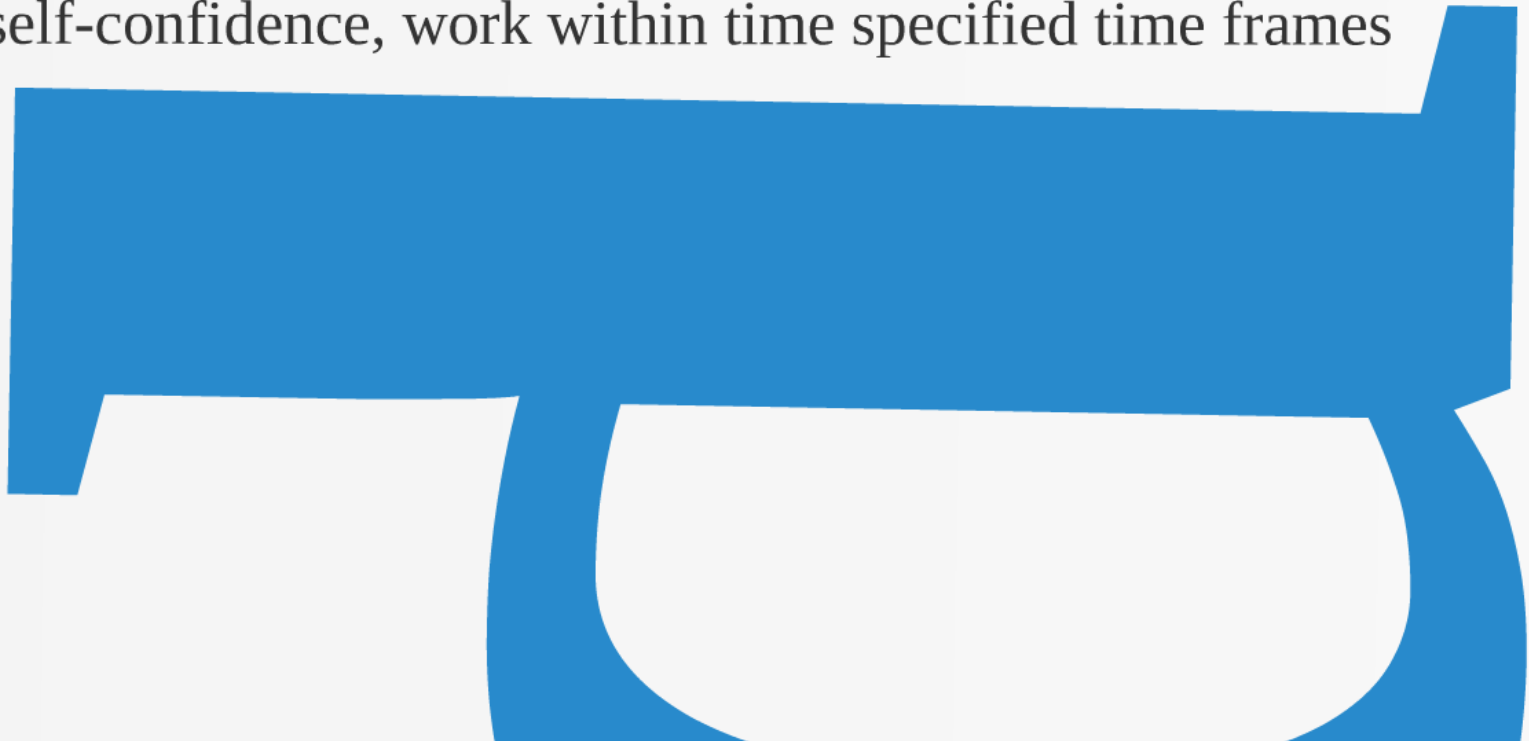 self-confidence, work within time specified time frames